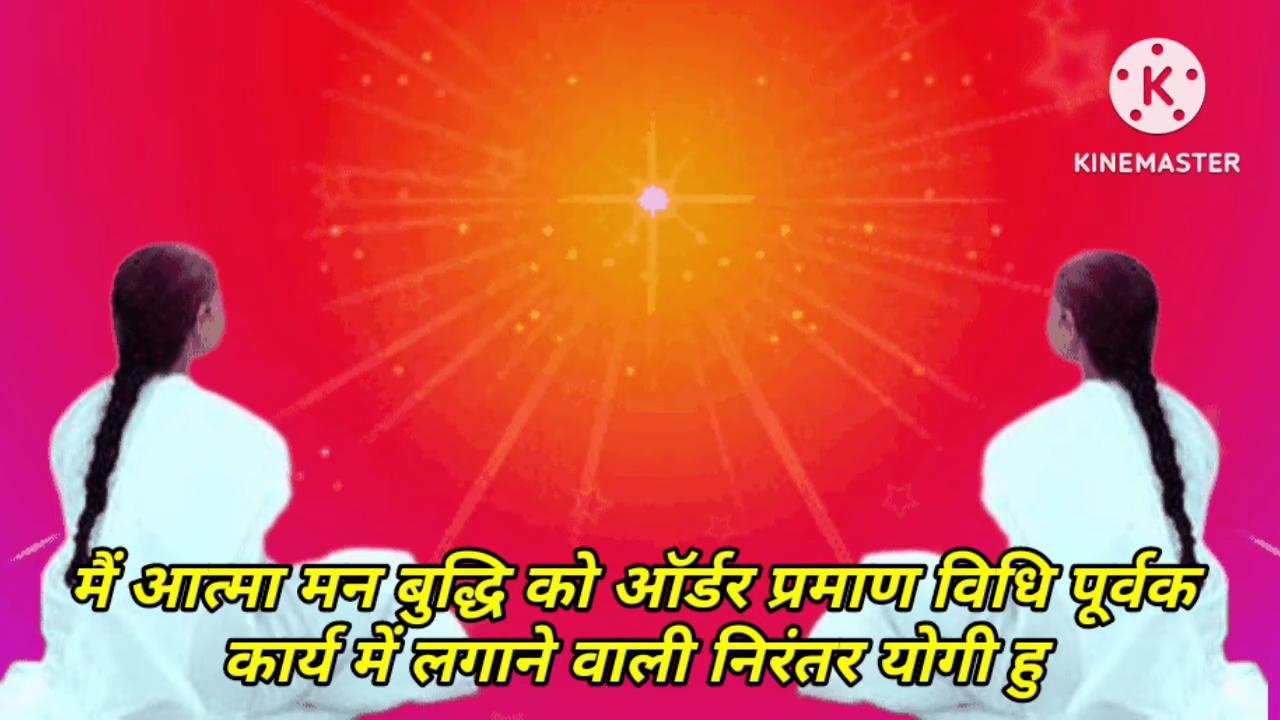 K
KINEMASTER
मैं आत्मा मन बुद्धि को ऑर्डर प्रमाण विधि पूर्वक
कार्य में लगाने वाली निरंतर योगी हु